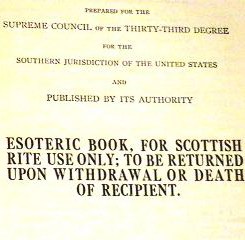 PREPARED FOR THE
SUPREME COUNCIL OF THE THIRTY-THIRD DEGREE
FOR THE
SOUTHERN JURISDICTION OF THE UNITED STATES
AND
PUBLISHED BY ITS AUTHORITY
ESOTERIC BOOK, FOR SCOTTISH
RITE USE ONLY; TO BE RETURNED
UPON WITHDRAWAL OR DEATH
OF RECIPIENT.